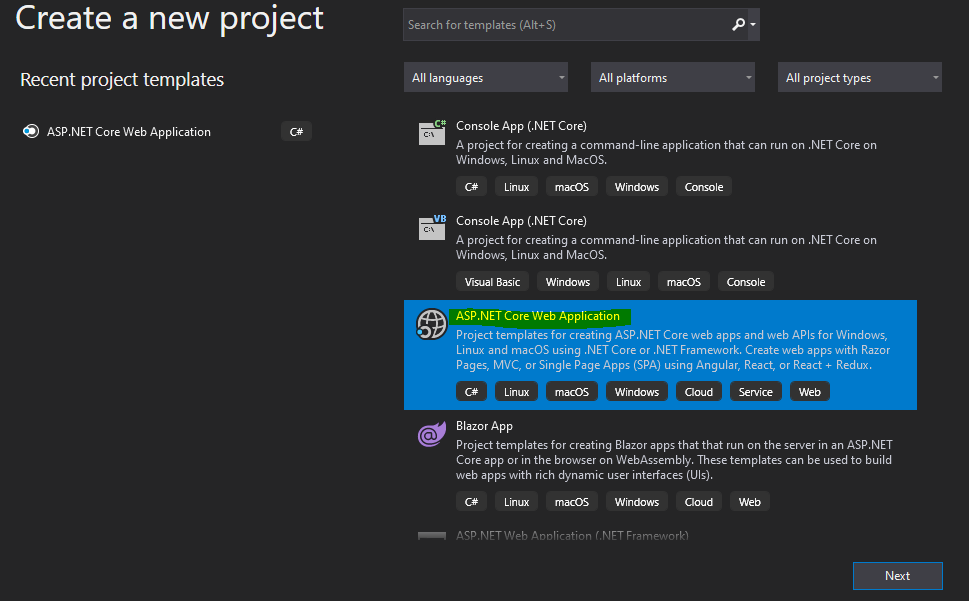 Create a new project
Search for templates (Alt+S)
Recent project templates
All languages
All platforms
All project types
ASP.NET Core Web Application
C#
C#
C:\
Console App (.NET Core)
A project for creating a command-line application that can run on .NET Core on
Windows, Linux and MacOS.
C# Linux macOS Windows Console
VB
C:\
Console App (.NET Core)
A project for creating a command-line application that can run on .NET Core on
Windows, Linux and MacOS.
Visual Basic Windows Linux macOS Console
ASP.NET Core Web Application
Project templates for creating ASP.NET Core web apps and web APIs for Windows,
Linux and macOS using .NET Core or .NET Framework. Create web apps with Razor
Pages, MVC, or Single Page Apps (SPA) using Angular, React, or React + Redux.
C# Linux macOS Windows Cloud Service Web
Blazor App
Project templates for creating Blazor apps that that run on the server in an ASP.NET
Core app or in the browser on WebAssembly. These templates can be used to build
web apps with rich dynamic user interfaces (UIs).
C# Linux macOS Windows Cloud Web
ASP.NET Web Application (.NET Framework)
Next